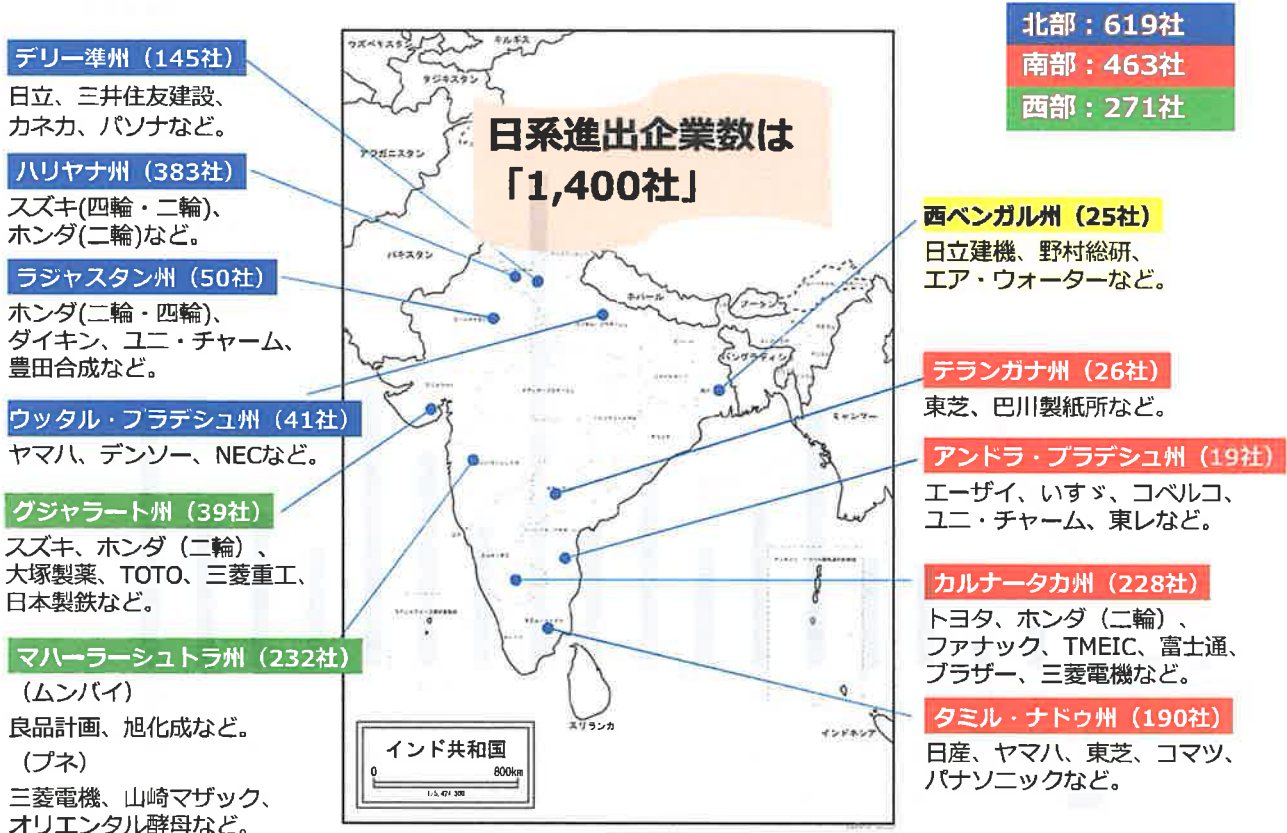 北部：619社
南部：463社
西部：271社
日系進出企業数は
「1,400社」
デリー準州（145社）
日立、三井住友建設、
カネカ、パソナなど。
ハリヤナ州（383社）
スズキ(四輪・二輪)、
ホンダ(二輪)など。
ラジャスタン州（50社）
ホンダ(二輪・四輪)、
ダイキン、ユニ・チャーム、
豊田合成など。
ウッタル・プラデシュ州（41社）
ヤマハ、デンソー、NECなど。
グジャラート州（39社）
スズキ、ホンダ（二輪）、
大塚製薬、TOTO、三菱重工、
日本製鉄など。
マハーラーシュトラ州（232社）
（ムンバイ）
良品計画、旭化成など。
（プネ）
三菱電機、山崎マザック、
オリエンタル酵母など。
ウズベキスタン
キルギス
タジキスタン
アフガニスタン
パキスタン
ネパール
ブータン
バングラデシュ
ミャンマー
スリランカ
インドネシア
インド共和国
0 800km
西ベンガル州（25社）
日立建機、野村総研、
エア・ウォーターなど。
テランガナ州（26社）
東芝、巴川製紙所など。
アンドラ・プラデシュ州（19社）
エーザイ、いすゞ、コベルコ、
ユニ・チャーム、東レなど。
カルナータカ州（228社）
トヨタ、ホンダ（二輪）、
ファナック、TMEIC、富士通、
ブラザー、三菱電機など。
タミル・ナドゥ州（190社）
日産、ヤマハ、東芝、コマツ、
パナソニックなど。